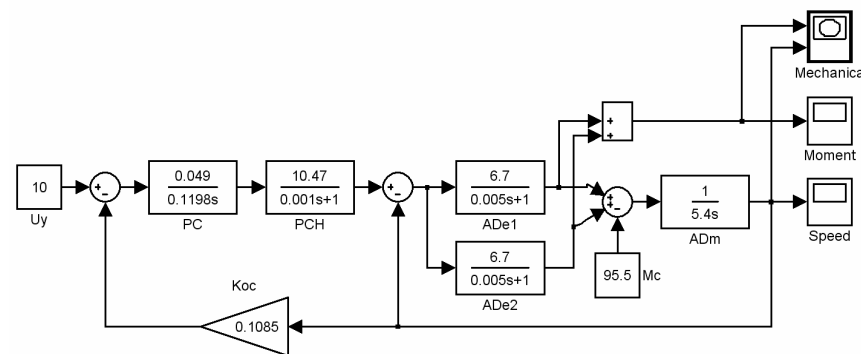 Mechanica
+
+
Moment
10
Uy
+
−
0.049
0.1198s
PC
10.47
0.001s+1
PCH
+
−
6.7
0.005s+1
ADe1
+
+
−
1
5.4s
ADm
Speed
6.7
0.005s+1
ADe2
95.5
Mc
Koc
0.1085